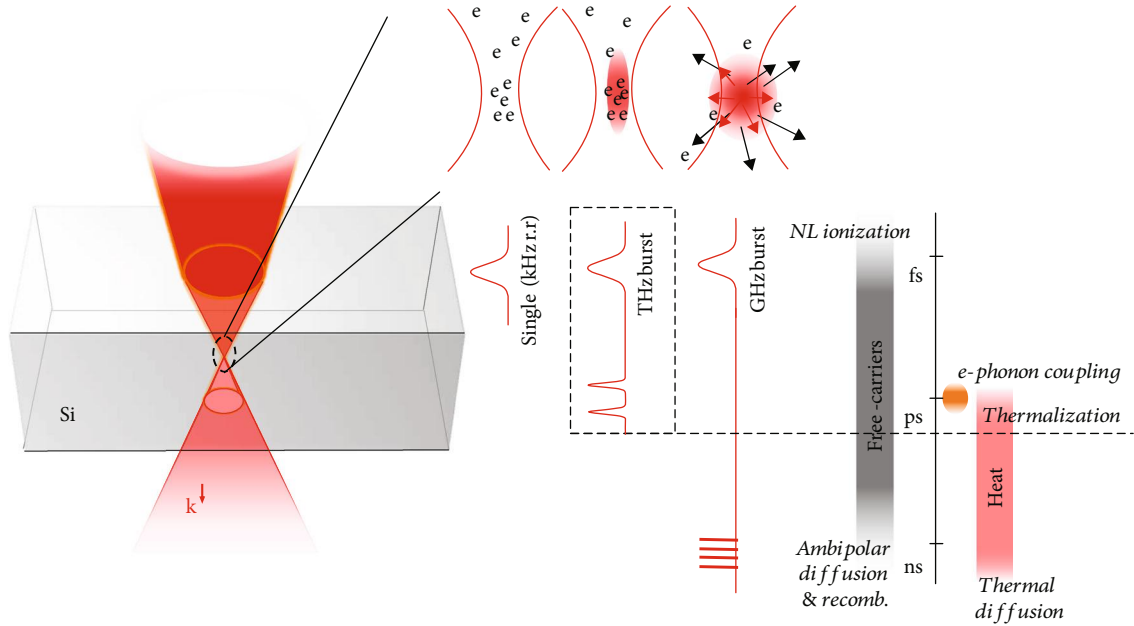 e e e
e e
e e e
e e
e e
e
e e
e
e e
e e
e e
e e
e
NL ionization
Single (kHz r.r)
THz burst
GHz burst
fs
e-phonon coupling
Si
Free-carriers
ps
Thermalization
Heat
k
Ambipolar
diffusion
& recomb.
ns
Thermal
diffusion